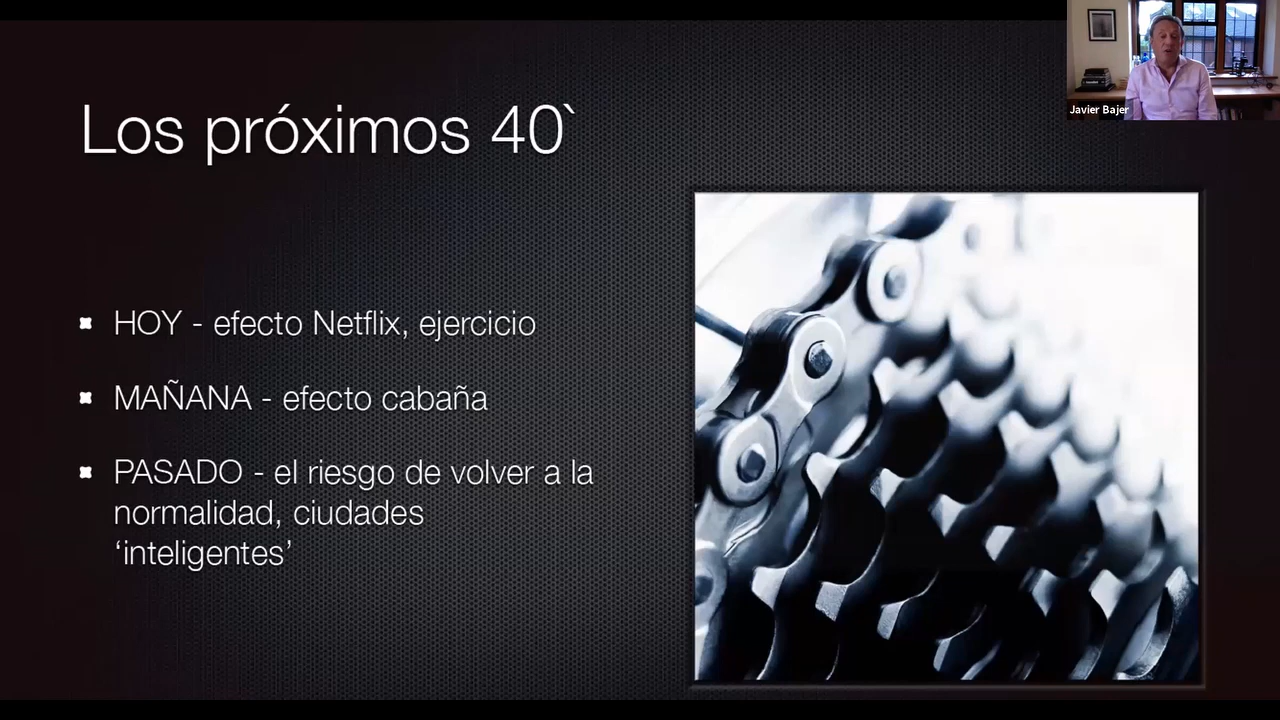 Los próximos 40`
HOY - efecto Netflix, ejercicio
MAÑANA - efecto cabaña
PASADO - el riesgo de volver a la
normalidad, ciudades
‘inteligentes’
Javier Bajer